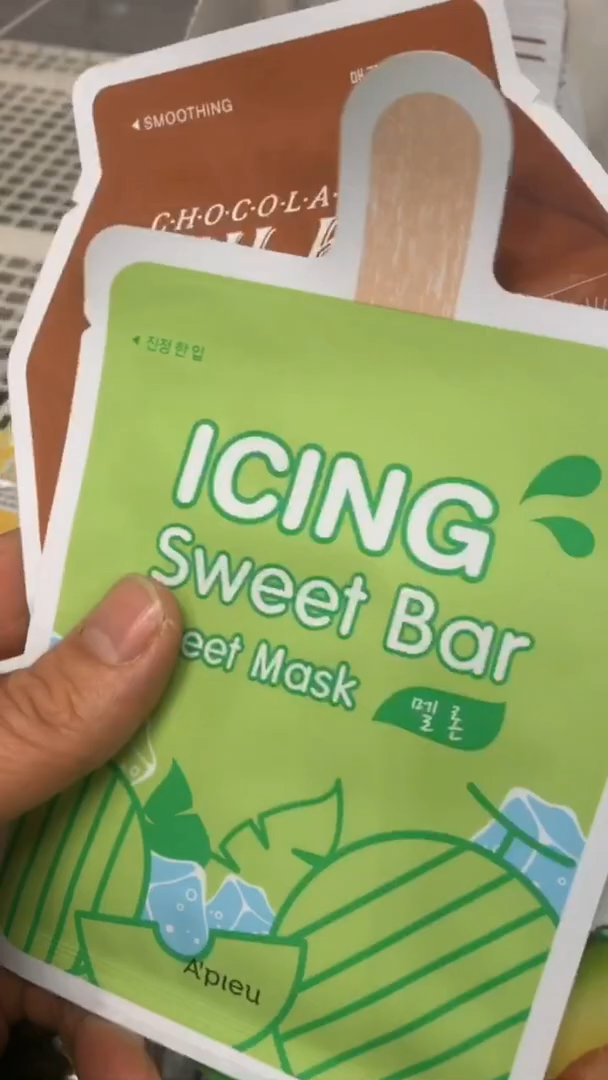 ◀ SMOOTHING
C·H·O·C·O·L·A·
◀ 진정 한 입
ICING
Sweet Bar
eet Mask
멜론
A'pieu